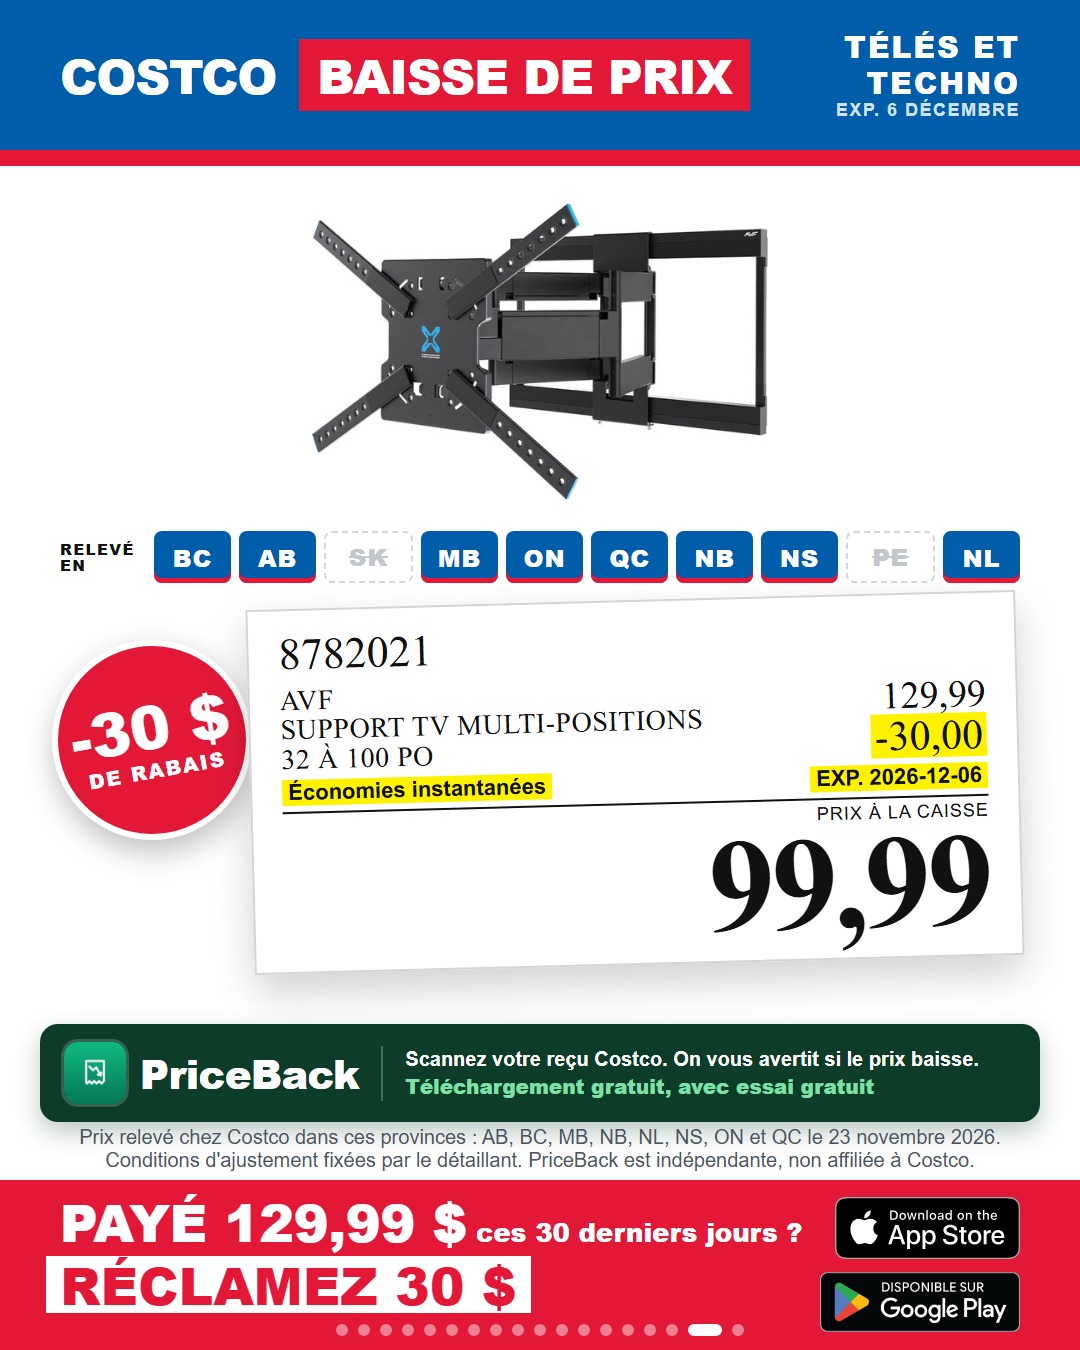 COSTCO BAISSE DE PRIX
TÉLÉS ET
TECHNO
EXP. 6 DÉCEMBRE
AVF
RELEVÉ
EN
BC AB SK MB ON QC NB NS PE NL
-30 $
DE RABAIS
8782021
AVF
SUPPORT TV MULTI-POSITIONS
32 À 100 PO
Économies instantanées
129,99
-30,00
EXP. 2026-12-06
PRIX À LA CAISSE
99,99
PriceBack
Scannez votre reçu Costco. On vous avertit si le prix baisse.
Téléchargement gratuit, avec essai gratuit
Prix relevé chez Costco dans ces provinces : AB, BC, MB, NB, NL, NS, ON et QC le 23 novembre 2026.
Conditions d'ajustement fixées par le détaillant. PriceBack est indépendante, non affiliée à Costco.
PAYÉ 129,99 $ ces 30 derniers jours ?
RÉCLAMEZ 30 $
Download on the
App Store
DISPONIBLE SUR
Google Play